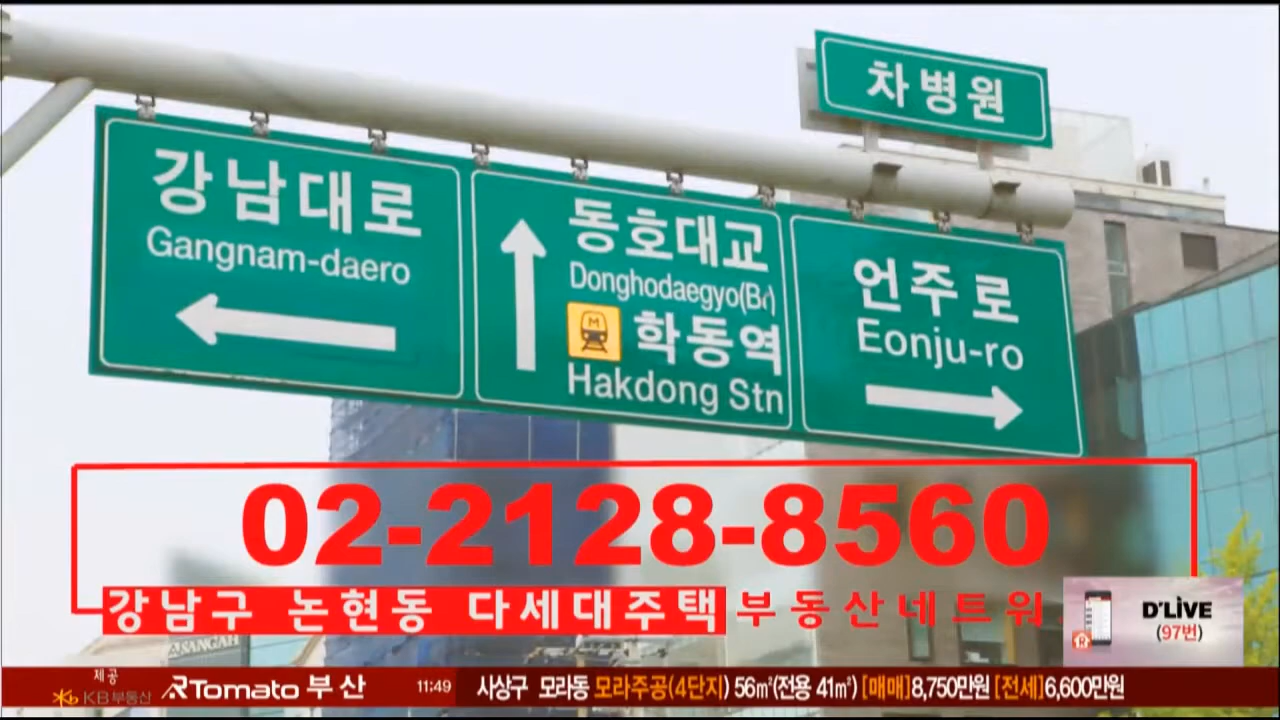 차병원
강남대로
Gangnam-daero
동호대교
Donghodaegyo(Br)
학동역
Hakdong Stn
언주로
Eonju-ro
02-2128-8560
강남구 논현동 다세대주택 부동산네트워
SANGAH
D'LIVE
(97번)
제공
KB부동산
RTomato 부산
11:49
사상구 모라동 모라주공(4단지) 56㎡(전용 41㎡) [매매]8,750만원 [전세]6,600만원